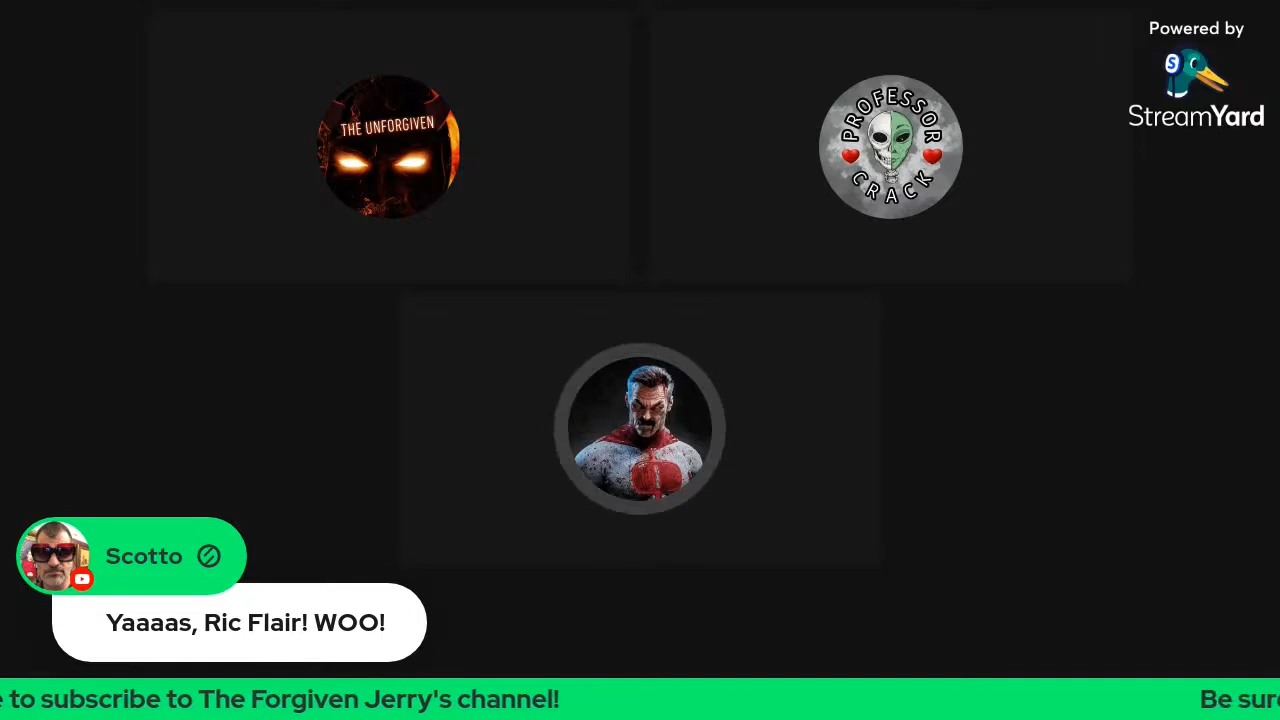 Powered by
StreamYard
THE UNFORGIVEN
PROFESSOR
CRACK
Scotto
Yaaaas, Ric Flair! WOO!
to subscribe to The Forgiven Jerry's channel!
Be sur